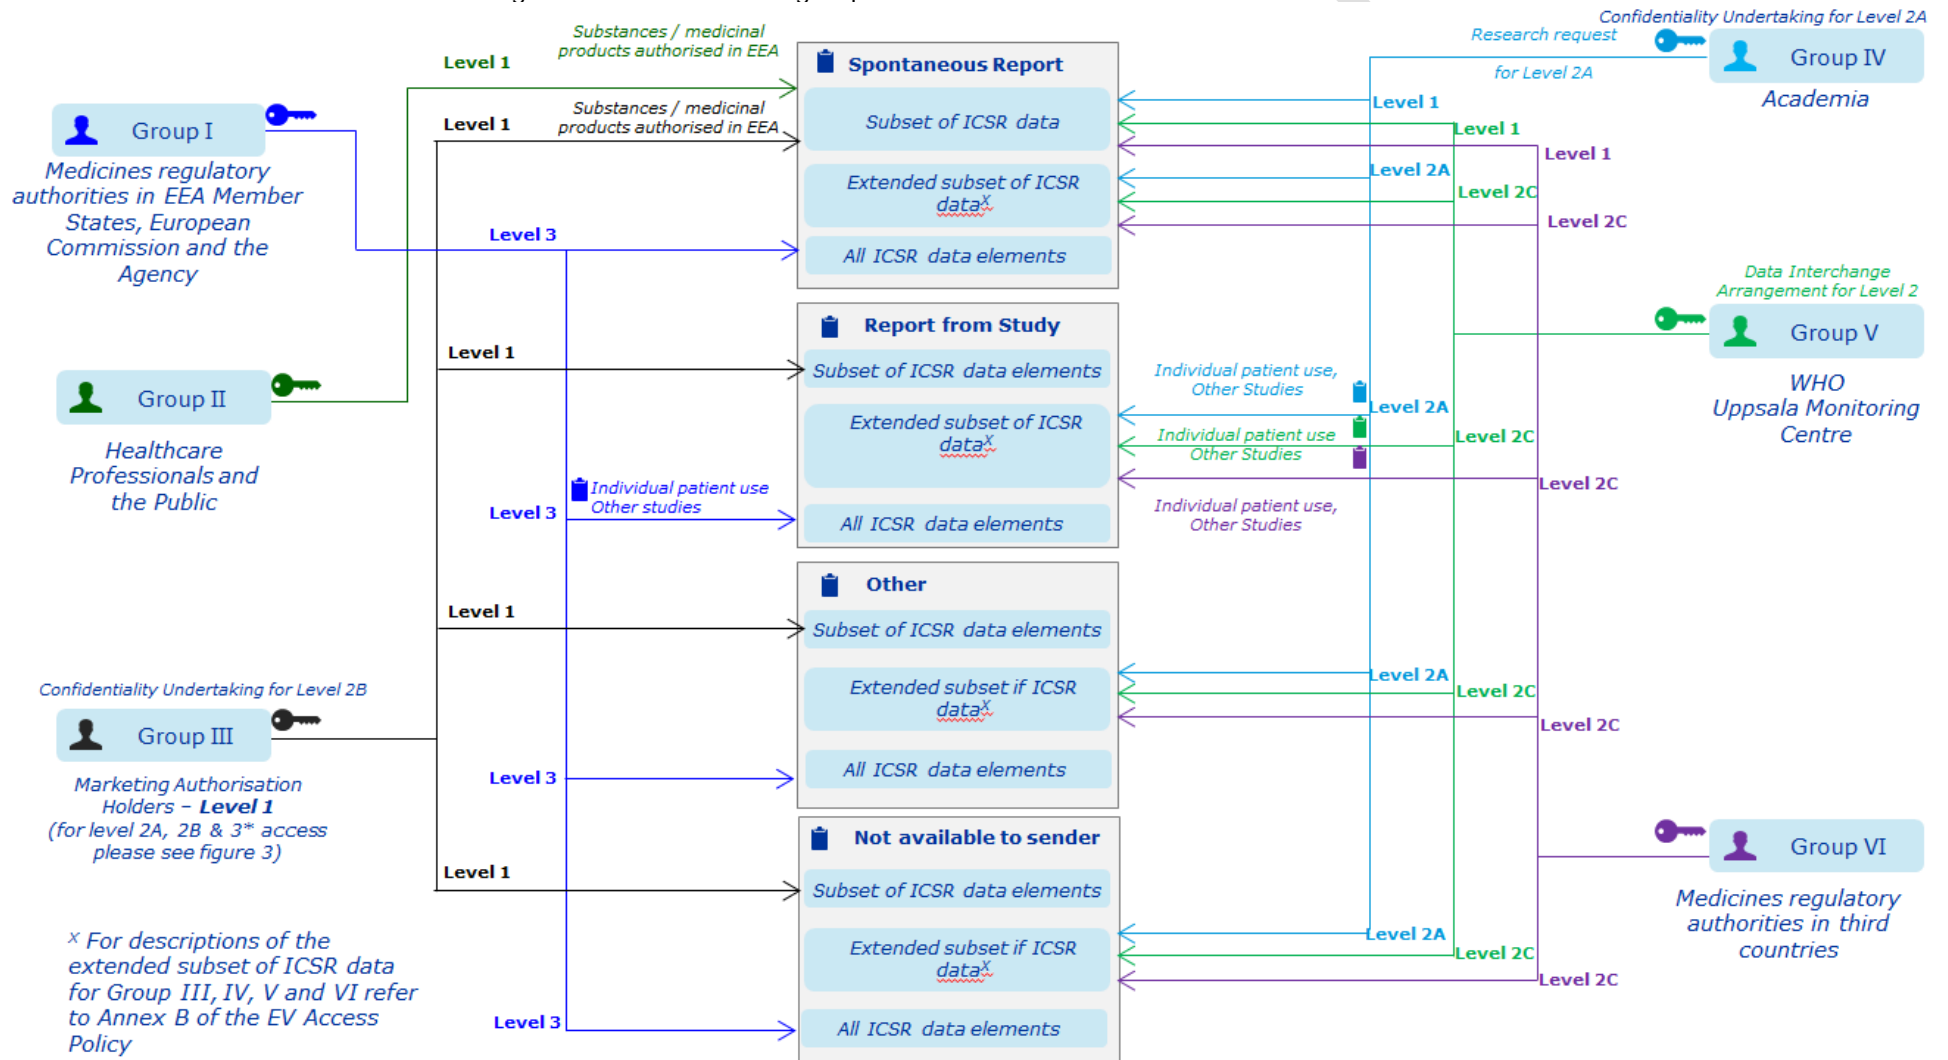 Confidentiality Undertaking for Level 2A
Substances / medicinal
products authorised in EEA
Level 1
Research request
for Level 2A
Group IV
Academia
Spontaneous Report
Substances / medicinal
products authorised in EEA
Level 1
Group I
Medicines regulatory
authorities in EEA Member
States, European
Commission and the
Agency
Subset of ICSR data
Extended subset of ICSR
dataX
All ICSR data elements
Level 1
Level 1
Level 1
Level 2A
Level 2C
Level 2C
Level 3
Data Interchange
Arrangement for Level 2
Group V
WHO
Uppsala Monitoring
Centre
Report from Study
Level 1
Subset of ICSR data elements
Extended subset of ICSR
dataX
All ICSR data elements
Group II
Healthcare
Professionals and
the Public
Individual patient use,
Other Studies
Level 2A
Individual patient use
Other Studies
Level 2C
Individual patient use,
Other Studies
Level 2C
Individual patient use
Other studies
Level 3
Other
Level 1
Subset of ICSR data elements
Extended subset if ICSR
dataX
All ICSR data elements
Level 2A
Level 2C
Level 2C
Level 3
Confidentiality Undertaking for Level 2B
Group III
Marketing Authorisation
Holders – Level 1
(for level 2A, 2B & 3* access
please see figure 3)
Not available to sender
Level 1
Subset of ICSR data elements
Extended subset if ICSR
dataX
All ICSR data elements
Level 2A
Level 2C
Level 2C
Level 3
Group VI
Medicines regulatory
authorities in third
countries
X For descriptions of the
extended subset of ICSR data
for Group III, IV, V and VI refer
to Annex B of the EV Access
Policy